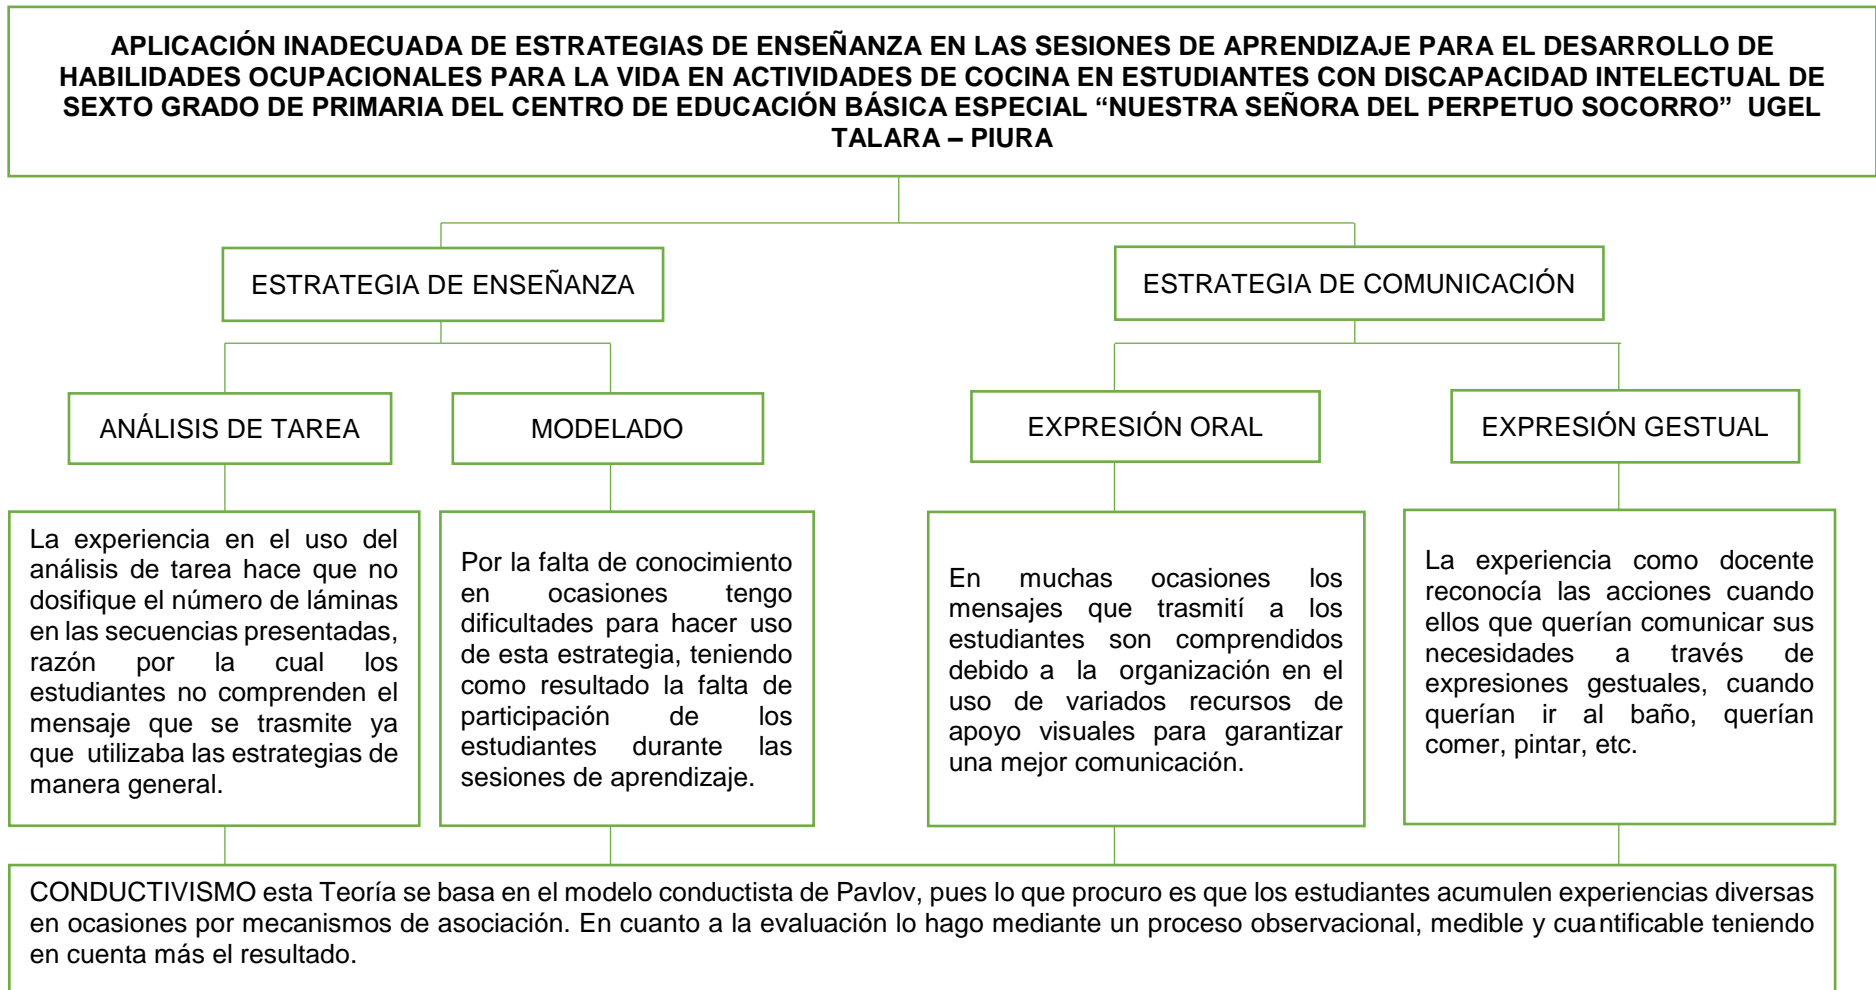 APLICACIÓN INADECUADA DE ESTRATEGIAS DE ENSEÑANZA EN LAS SESIONES DE APRENDIZAJE PARA EL DESARROLLO DE
HABILIDADES OCUPACIONALES PARA LA VIDA EN ACTIVIDADES DE COCINA EN ESTUDIANTES CON DISCAPACIDAD INTELECTUAL DE
SEXTO GRADO DE PRIMARIA DEL CENTRO DE EDUCACIÓN BÁSICA ESPECIAL “NUESTRA SEÑORA DEL PERPETUO SOCORRO” UGEL
TALARA – PIURA
ESTRATEGIA DE ENSEÑANZA
ESTRATEGIA DE COMUNICACIÓN
ANÁLISIS DE TAREA
MODELADO
EXPRESIÓN ORAL
EXPRESIÓN GESTUAL
La experiencia en el uso del
análisis de tarea hace que no
dosifique el número de láminas
en las secuencias presentadas,
razón por la cual los
estudiantes no comprenden el
mensaje que se trasmite ya
que utilizaba las estrategias de
manera general.
Por la falta de conocimiento
en ocasiones tengo
dificultades para hacer uso
de esta estrategia, teniendo
como resultado la falta de
participación de los
estudiantes durante las
sesiones de aprendizaje.
En muchas ocasiones los
mensajes que trasmití a los
estudiantes son comprendidos
debido a la organización en el
uso de variados recursos de
apoyo visuales para garantizar
una mejor comunicación.
La experiencia como docente
reconocía las acciones cuando
ellos que querían comunicar sus
necesidades a través de
expresiones gestuales, cuando
querían ir al baño, querían
comer, pintar, etc.
CONDUCTIVISMO esta Teoría se basa en el modelo conductista de Pavlov, pues lo que procuro es que los estudiantes acumulen experiencias diversas
en ocasiones por mecanismos de asociación. En cuanto a la evaluación lo hago mediante un proceso observacional, medible y cuantificable teniendo
en cuenta más el resultado.